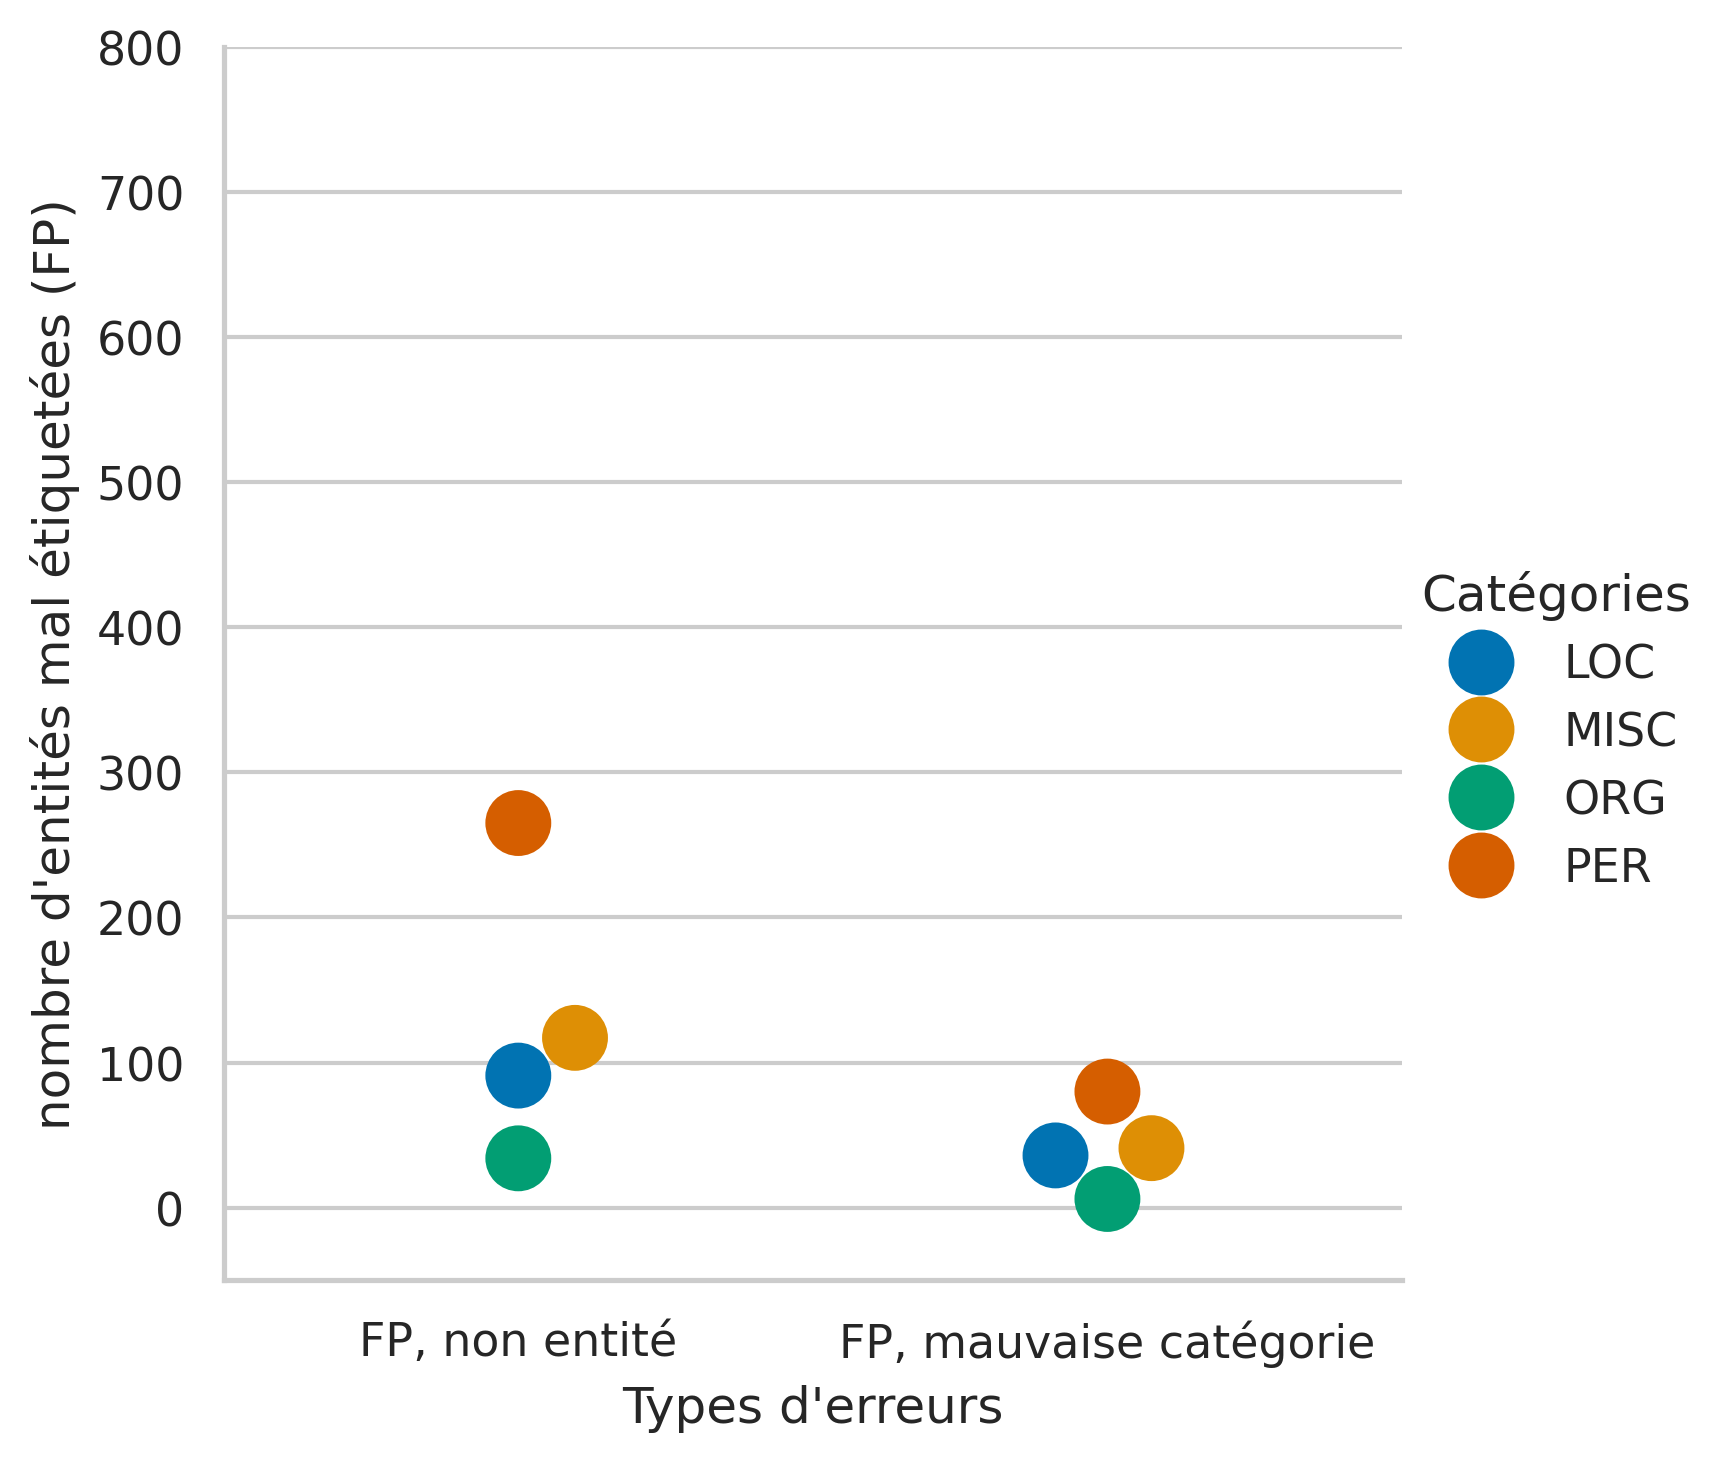 800
700
600
500
400
300
200
100
0
nombre d'entités mal étiquetées (FP)
FP, non entité
FP, mauvaise catégorie
Types d'erreurs
Catégories
LOC
MISC
ORG
PER